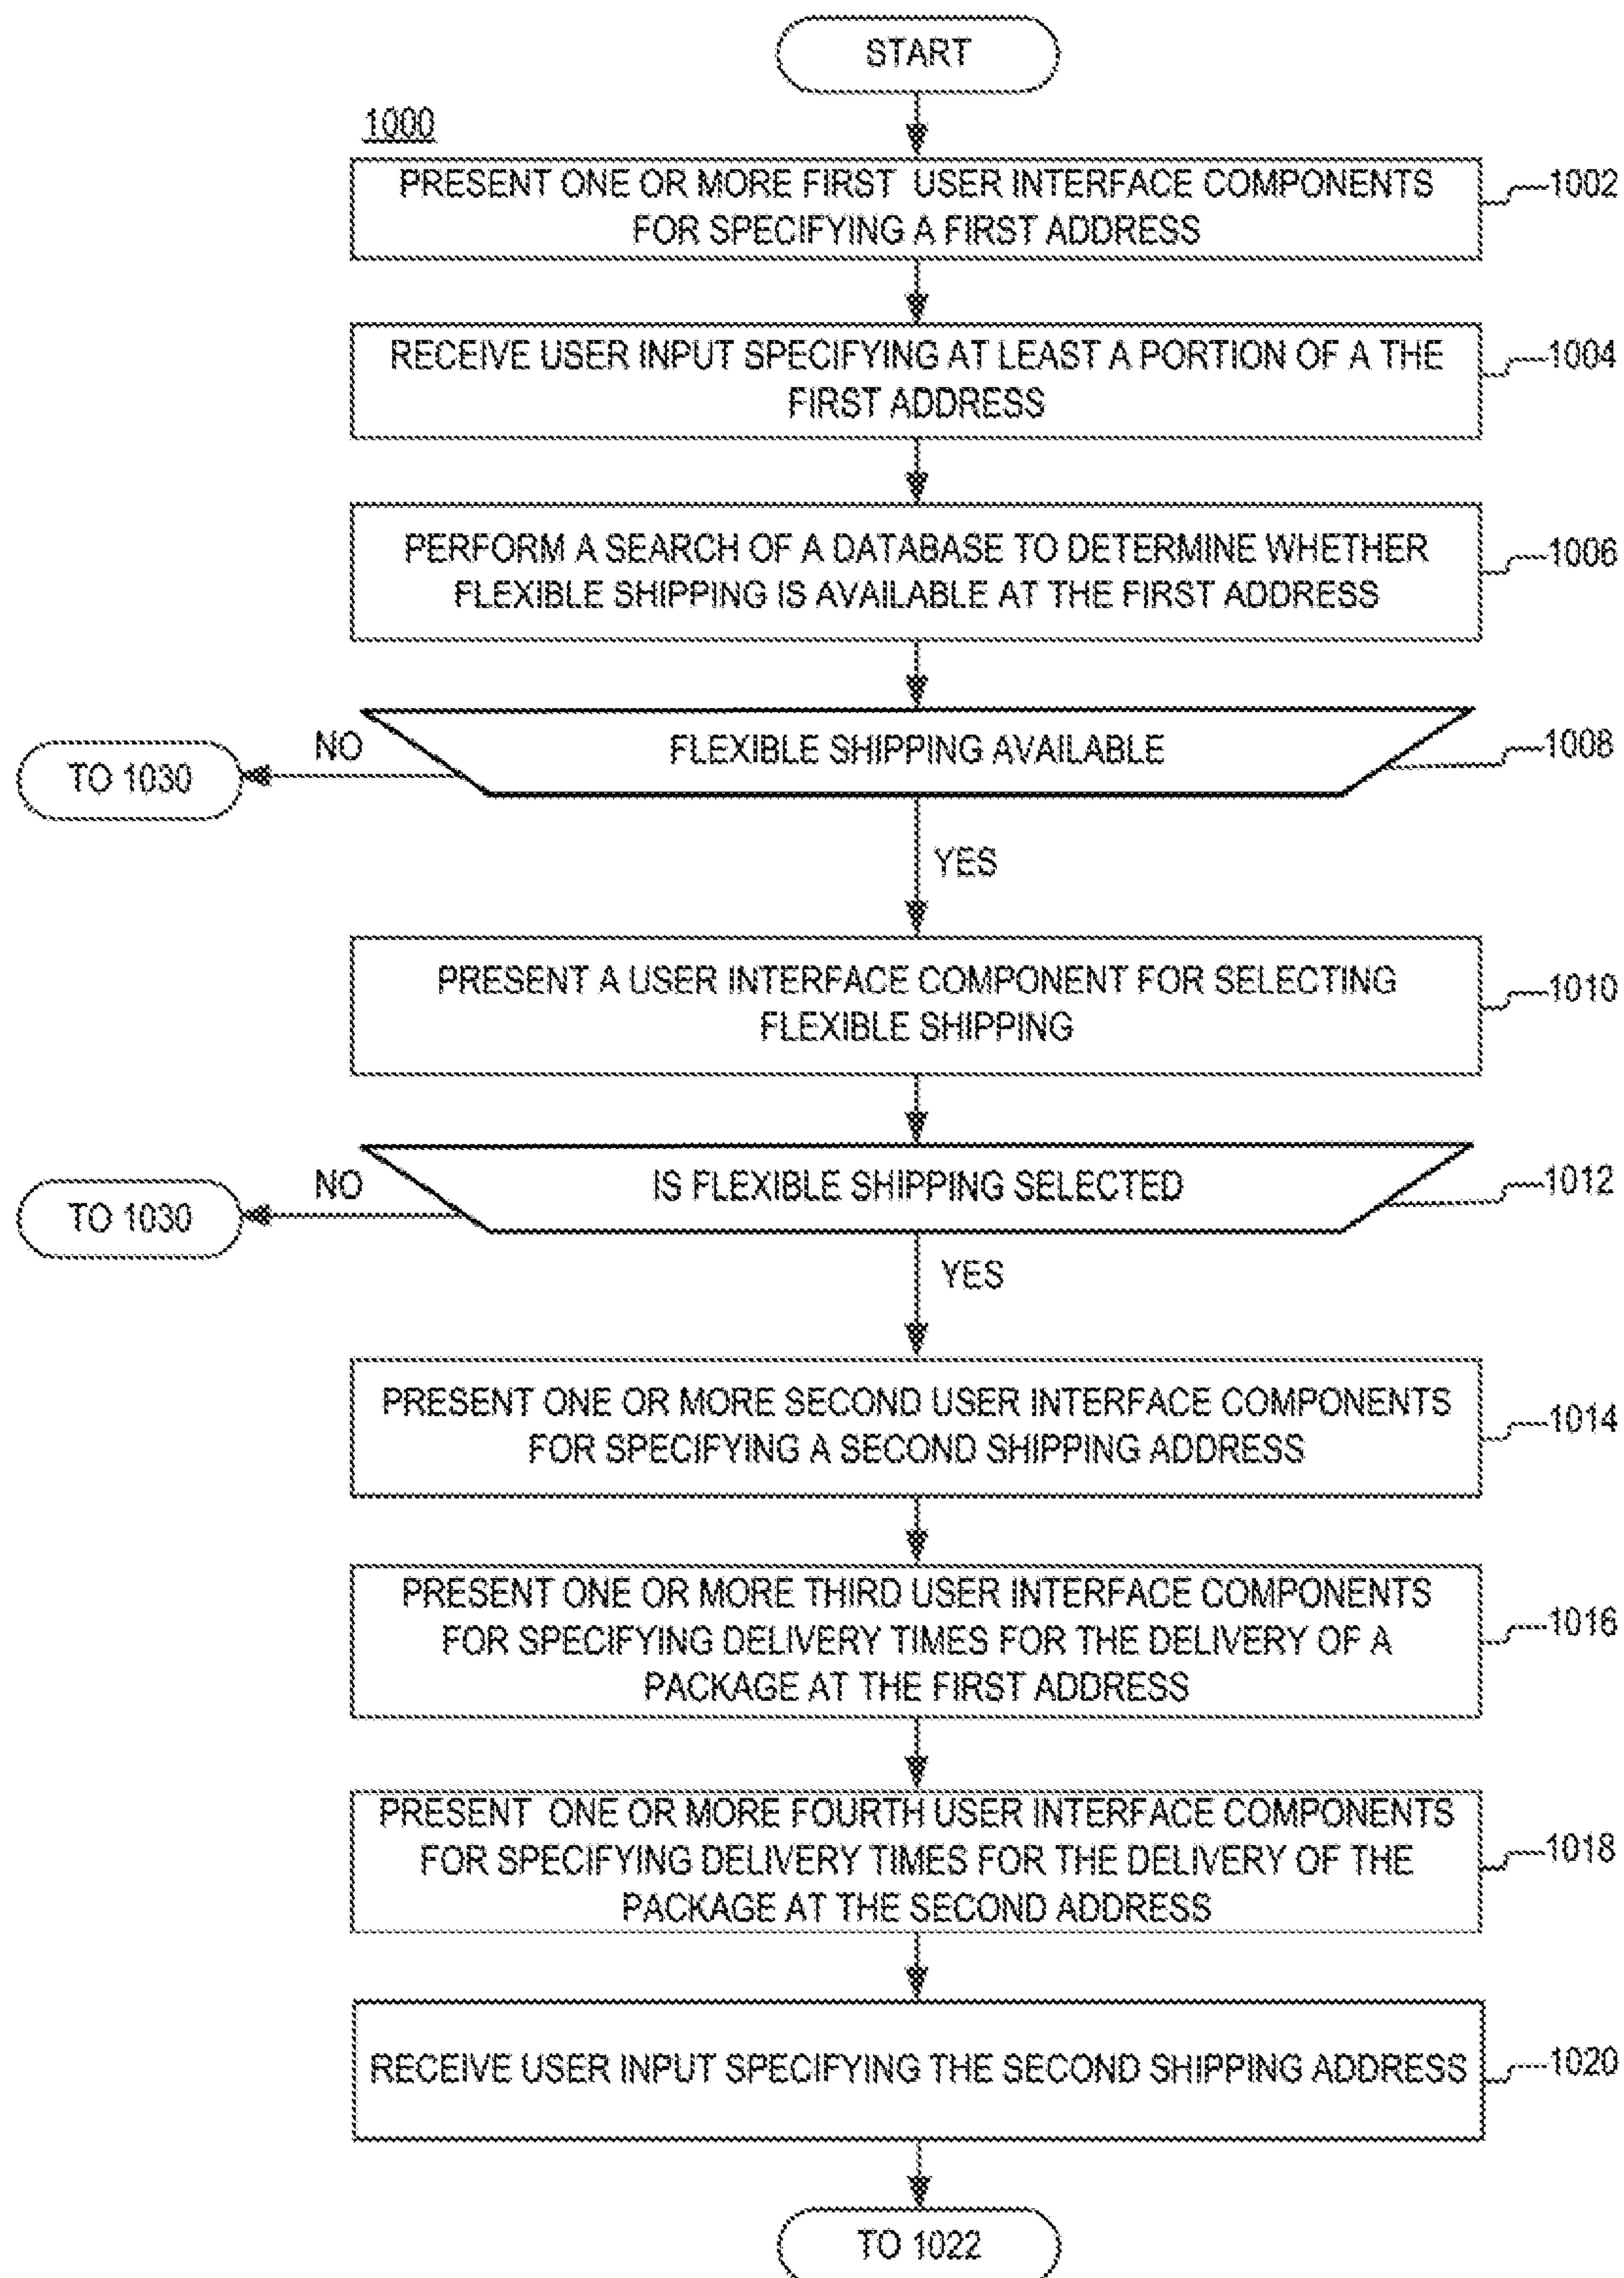 START
1000
PRESENT ONE OR MORE FIRST USER INTERFACE COMPONENTS
FOR SPECIFYING A FIRST ADDRESS
1002
RECEIVE USER INPUT SPECIFYING AT LEAST A PORTION OF A THE
FIRST ADDRESS
1004
PERFORM A SEARCH OF A DATABASE TO DETERMINE WHETHER
FLEXIBLE SHIPPING IS AVAILABLE AT THE FIRST ADDRESS
1006
FLEXIBLE SHIPPING AVAILABLE
1008
NO
TO 1030
YES
PRESENT A USER INTERFACE COMPONENT FOR SELECTING
FLEXIBLE SHIPPING
1010
IS FLEXIBLE SHIPPING SELECTED
1012
NO
TO 1030
YES
PRESENT ONE OR MORE SECOND USER INTERFACE COMPONENTS
FOR SPECIFYING A SECOND SHIPPING ADDRESS
1014
PRESENT ONE OR MORE THIRD USER INTERFACE COMPONENTS
FOR SPECIFYING DELIVERY TIMES FOR THE DELIVERY OF A
PACKAGE AT THE FIRST ADDRESS
1016
PRESENT ONE OR MORE FOURTH USER INTERFACE COMPONENTS
FOR SPECIFYING DELIVERY TIMES FOR THE DELIVERY OF THE
PACKAGE AT THE SECOND ADDRESS
1018
RECEIVE USER INPUT SPECIFYING THE SECOND SHIPPING ADDRESS
1020
TO 1022